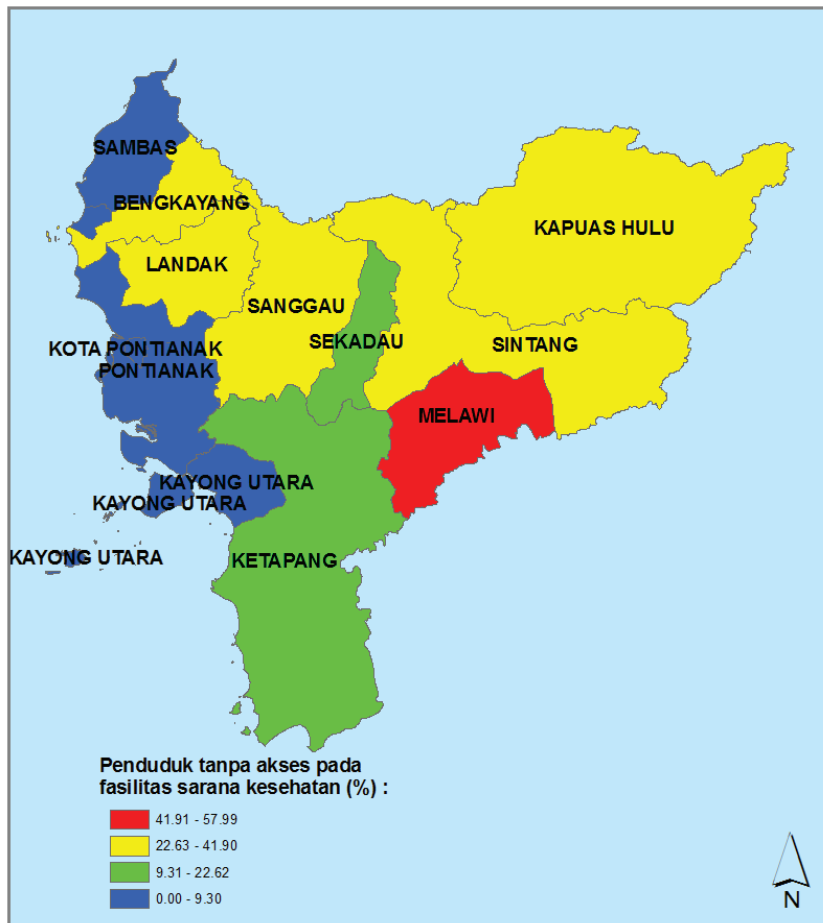 SAMBAS
BENGKAYANG
KAPUAS HULU
LANDAK
SANGGAU
SEKADAU
SINTANG
KOTA PONTIANAK
PONTIANAK
MELAWI
KAYONG UTARA
KAYONG UTARA
KAYONG UTARA
KETAPANG
Penduduk tanpa akses pada
fasilitas sarana kesehatan (%) :
41.91 - 57.99
22.63 - 41.90
9.31 - 22.62
0.00 - 9.30
N